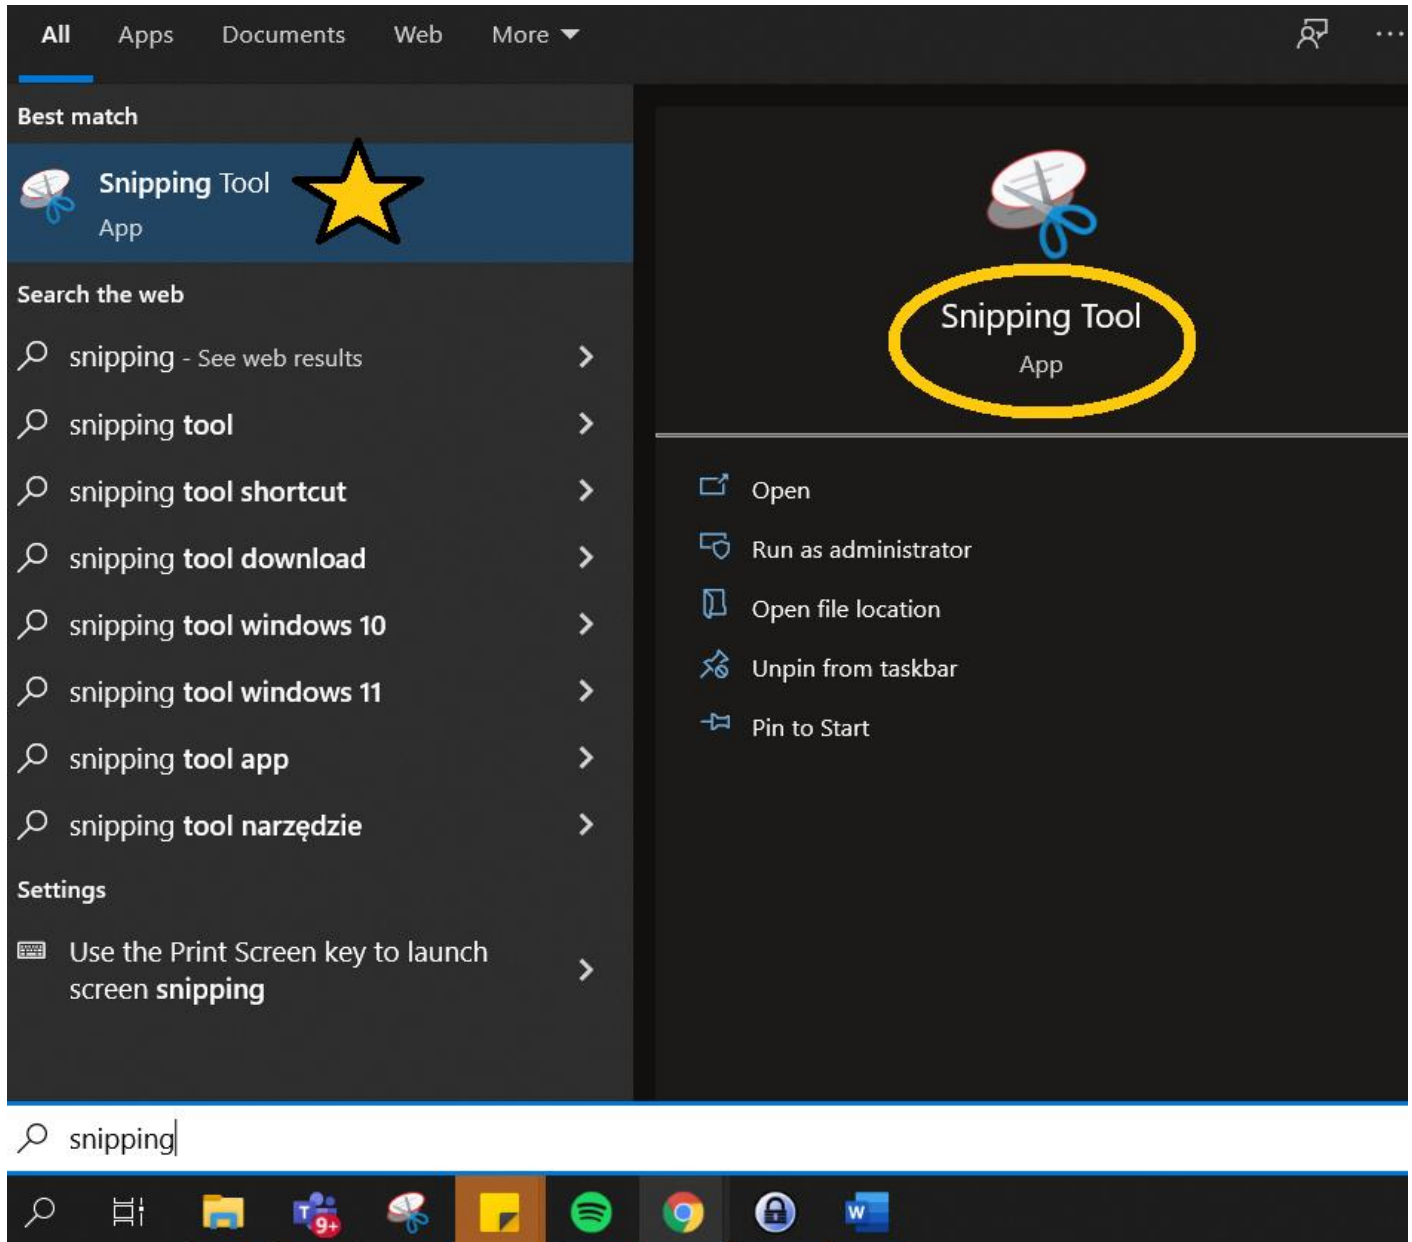 All Apps Documents Web More
Best match
Snipping Tool
App
Search the web
snipping - See web results
snipping tool
snipping tool shortcut
snipping tool download
snipping tool windows 10
snipping tool windows 11
snipping tool app
snipping tool narzędzie
Settings
Use the Print Screen key to launch
screen snipping
Snipping Tool
App
Open
Run as administrator
Open file location
Unpin from taskbar
Pin to Start
snipping
T 9+ W